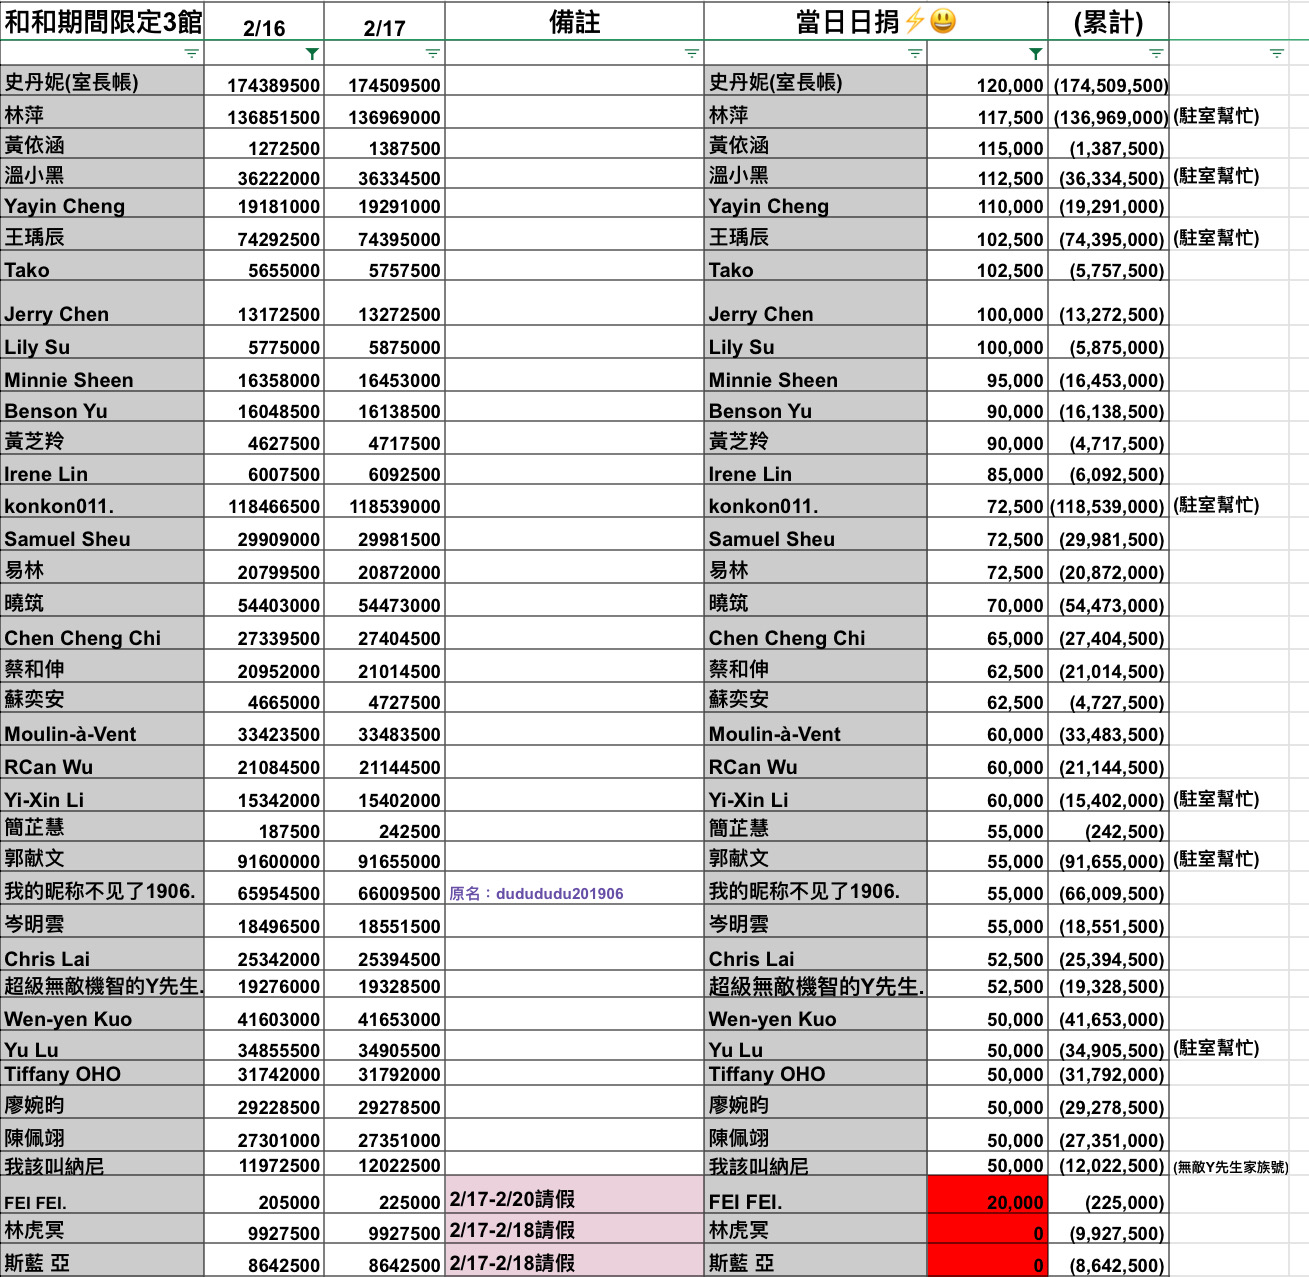 和和期間限定3館 2/16 2/17 備註 當日日捐⚡😃 (累計)
史丹妮(室長帳) 174389500 174509500 史丹妮(室長帳) 120,000 (174,509,500)
林萍 136851500 136969000 林萍 117,500 (136,969,000) (駐室幫忙)
黃依涵 1272500 1387500 黃依涵 115,000 (1,387,500)
溫小黑 36222000 36334500 溫小黑 112,500 (36,334,500) (駐室幫忙)
Yayin Cheng 19181000 19291000 Yayin Cheng 110,000 (19,291,000)
王瑀辰 74292500 74395000 王瑀辰 102,500 (74,395,000) (駐室幫忙)
Tako 5655000 5757500 Tako 102,500 (5,757,500)
Jerry Chen 13172500 13272500 Jerry Chen 100,000 (13,272,500)
Lily Su 5775000 5875000 Lily Su 100,000 (5,875,000)
Minnie Sheen 16358000 16453000 Minnie Sheen 95,000 (16,453,000)
Benson Yu 16048500 16138500 Benson Yu 90,000 (16,138,500)
黃芝羚 4627500 4717500 黃芝羚 90,000 (4,717,500)
Irene Lin 6007500 6092500 Irene Lin 85,000 (6,092,500)
konkon011. 118466500 118539000 konkon011. 72,500 (118,539,000) (駐室幫忙)
Samuel Sheu 29909000 29981500 Samuel Sheu 72,500 (29,981,500)
易林 20799500 20872000 易林 72,500 (20,872,000)
曉筑 54403000 54473000 曉筑 70,000 (54,473,000)
Chen Cheng Chi 27339500 27404500 Chen Cheng Chi 65,000 (27,404,500)
蔡和伸 20952000 21014500 蔡和伸 62,500 (21,014,500)
蘇奕安 4665000 4727500 蘇奕安 62,500 (4,727,500)
Moulin-à-Vent 33423500 33483500 Moulin-à-Vent 60,000 (33,483,500)
RCan Wu 21084500 21144500 RCan Wu 60,000 (21,144,500)
Yi-Xin Li 15342000 15402000 Yi-Xin Li 60,000 (15,402,000) (駐室幫忙)
簡芷慧 187500 242500 簡芷慧 55,000 (242,500)
郭献文 91600000 91655000 郭献文 55,000 (91,655,000) (駐室幫忙)
我的昵称不见了1906. 65954500 66009500 原名：dudududu201906 我的昵称不见了1906. 55,000 (66,009,500)
岑明雲 18496500 18551500 岑明雲 55,000 (18,551,500)
Chris Lai 25342000 25394500 Chris Lai 52,500 (25,394,500)
超級無敵機智的Y先生. 19276000 19328500 超級無敵機智的Y先生. 52,500 (19,328,500)
Wen-yen Kuo 41603000 41653000 Wen-yen Kuo 50,000 (41,653,000)
Yu Lu 34855500 34905500 Yu Lu 50,000 (34,905,500) (駐室幫忙)
Tiffany OHO 31742000 31792000 Tiffany OHO 50,000 (31,792,000)
廖婉昀 29228500 29278500 廖婉昀 50,000 (29,278,500)
陳佩翊 27301000 27351000 陳佩翊 50,000 (27,351,000)
我該叫納尼 11972500 12022500 我該叫納尼 50,000 (12,022,500) (無敵Y先生家族號)
FEI FEI. 205000 225000 2/17-2/20請假 FEI FEI. 20,000 (225,000)
林虎冥 9927500 9927500 2/17-2/18請假 林虎冥 0 (9,927,500)
斯藍 亞 8642500 8642500 2/17-2/18請假 斯藍 亞 0 (8,642,500)